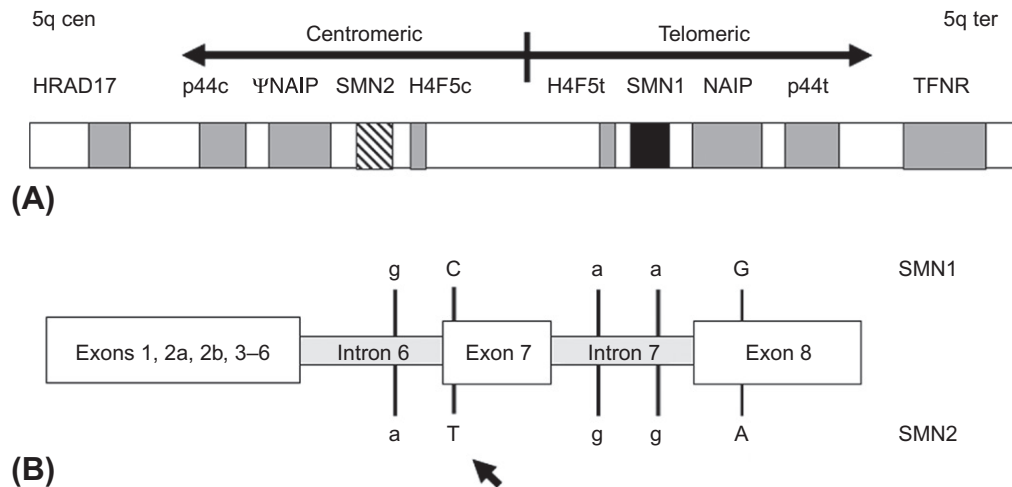 5q cen 5q ter
Centromeric Telomeric
HRAD17 p44c ΨNAIP SMN2 H4F5c H4F5t SMN1 NAIP p44t TFNR
(A)
g C a a G SMN1
Exons 1, 2a, 2b, 3–6 Intron 6 Exon 7 Intron 7 Exon 8
a T g g A SMN2
(B)